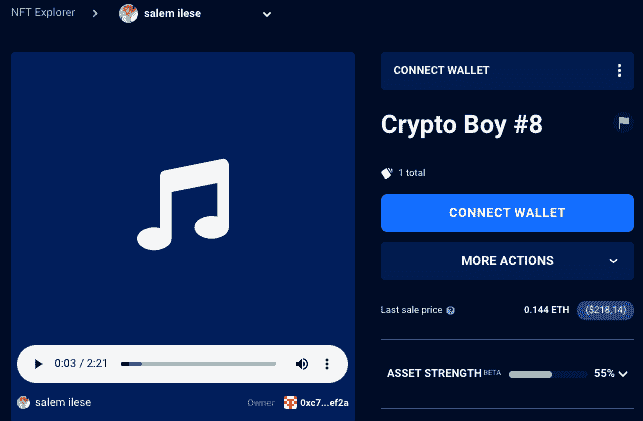 NFT Explorer
salem ilese
CONNECT WALLET
Crypto Boy #8
1 total
CONNECT WALLET
MORE ACTIONS
Last sale price ?
0.144 ETH ($218,14)
ASSET STRENGTH BETA 55%
0:03 / 2:21
salem ilese
Owner 0xc7...ef2a